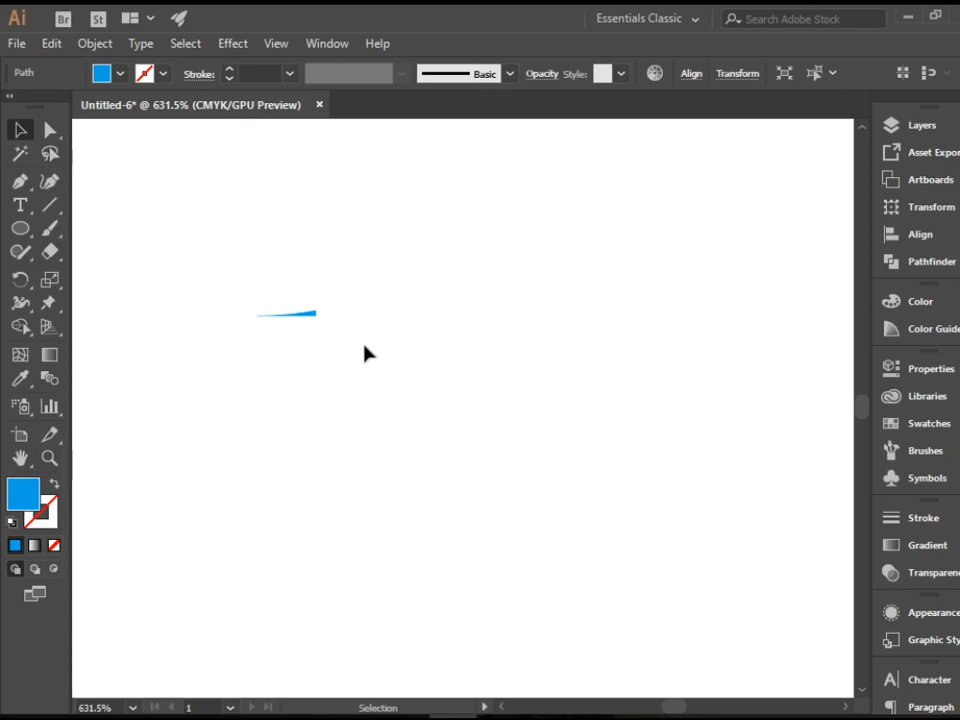 Ai Br St Essentials Classic Search Adobe Stock
File Edit Object Type Select Effect View Window Help
Path Stroke: Basic Opacity Style: Align Transform
Untitled-6* @ 631.5% (CMYK/GPU Preview) ×
Layers
Asset Expor
Artboards
Transform
Align
Pathfinder
Color
Color Guide
Properties
Libraries
Swatches
Brushes
Symbols
Stroke
Gradient
Transparen
Appearance
Graphic Sty
Character
Paragraph
631.5% 1 Selection